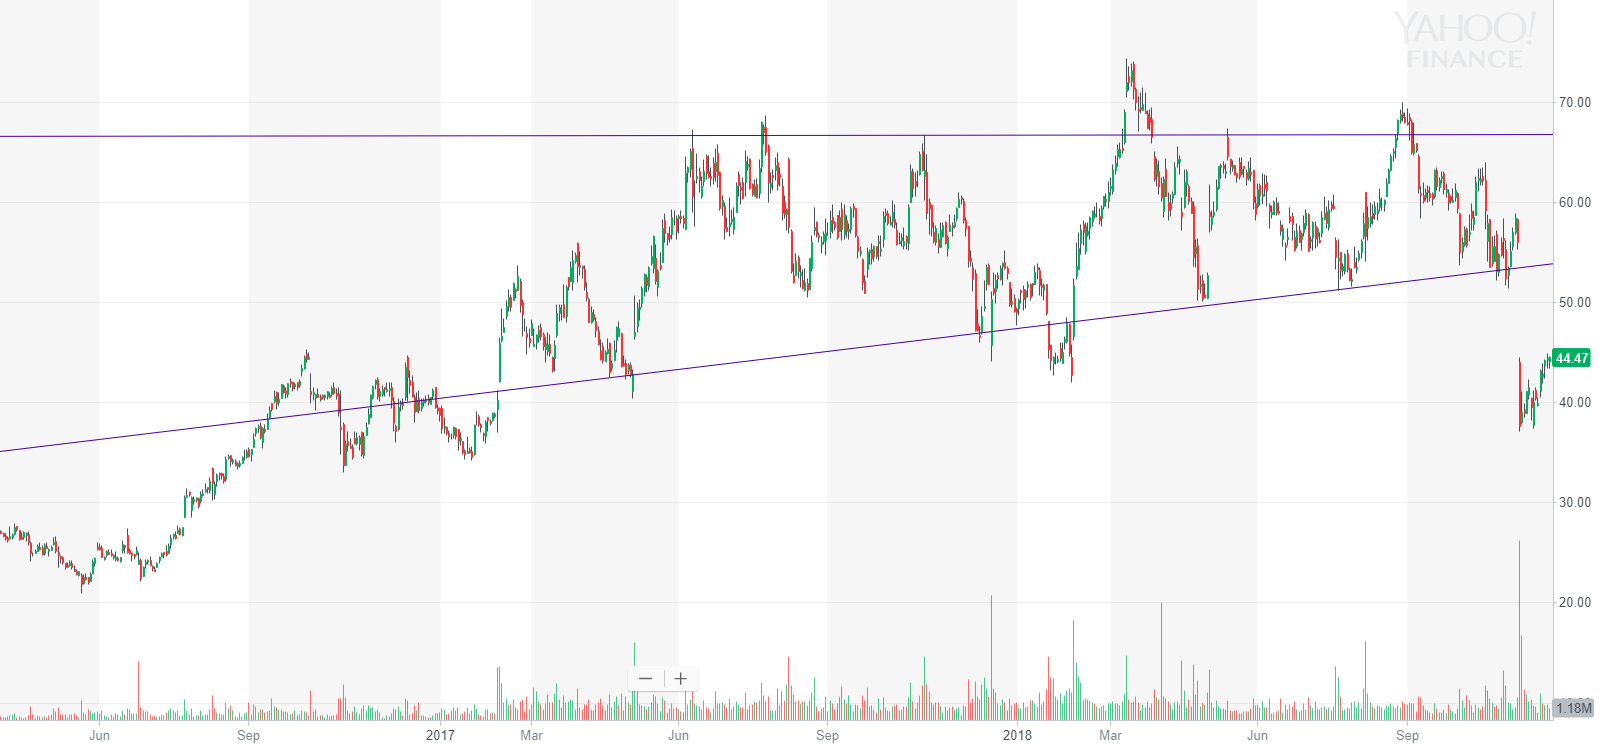 YAHOO!
FINANCE
70.00
60.00
50.00
44.47
40.00
30.00
20.00
1.18M
Jun
Sep
2017
Mar
Jun
Sep
2018
Mar
Jun
Sep